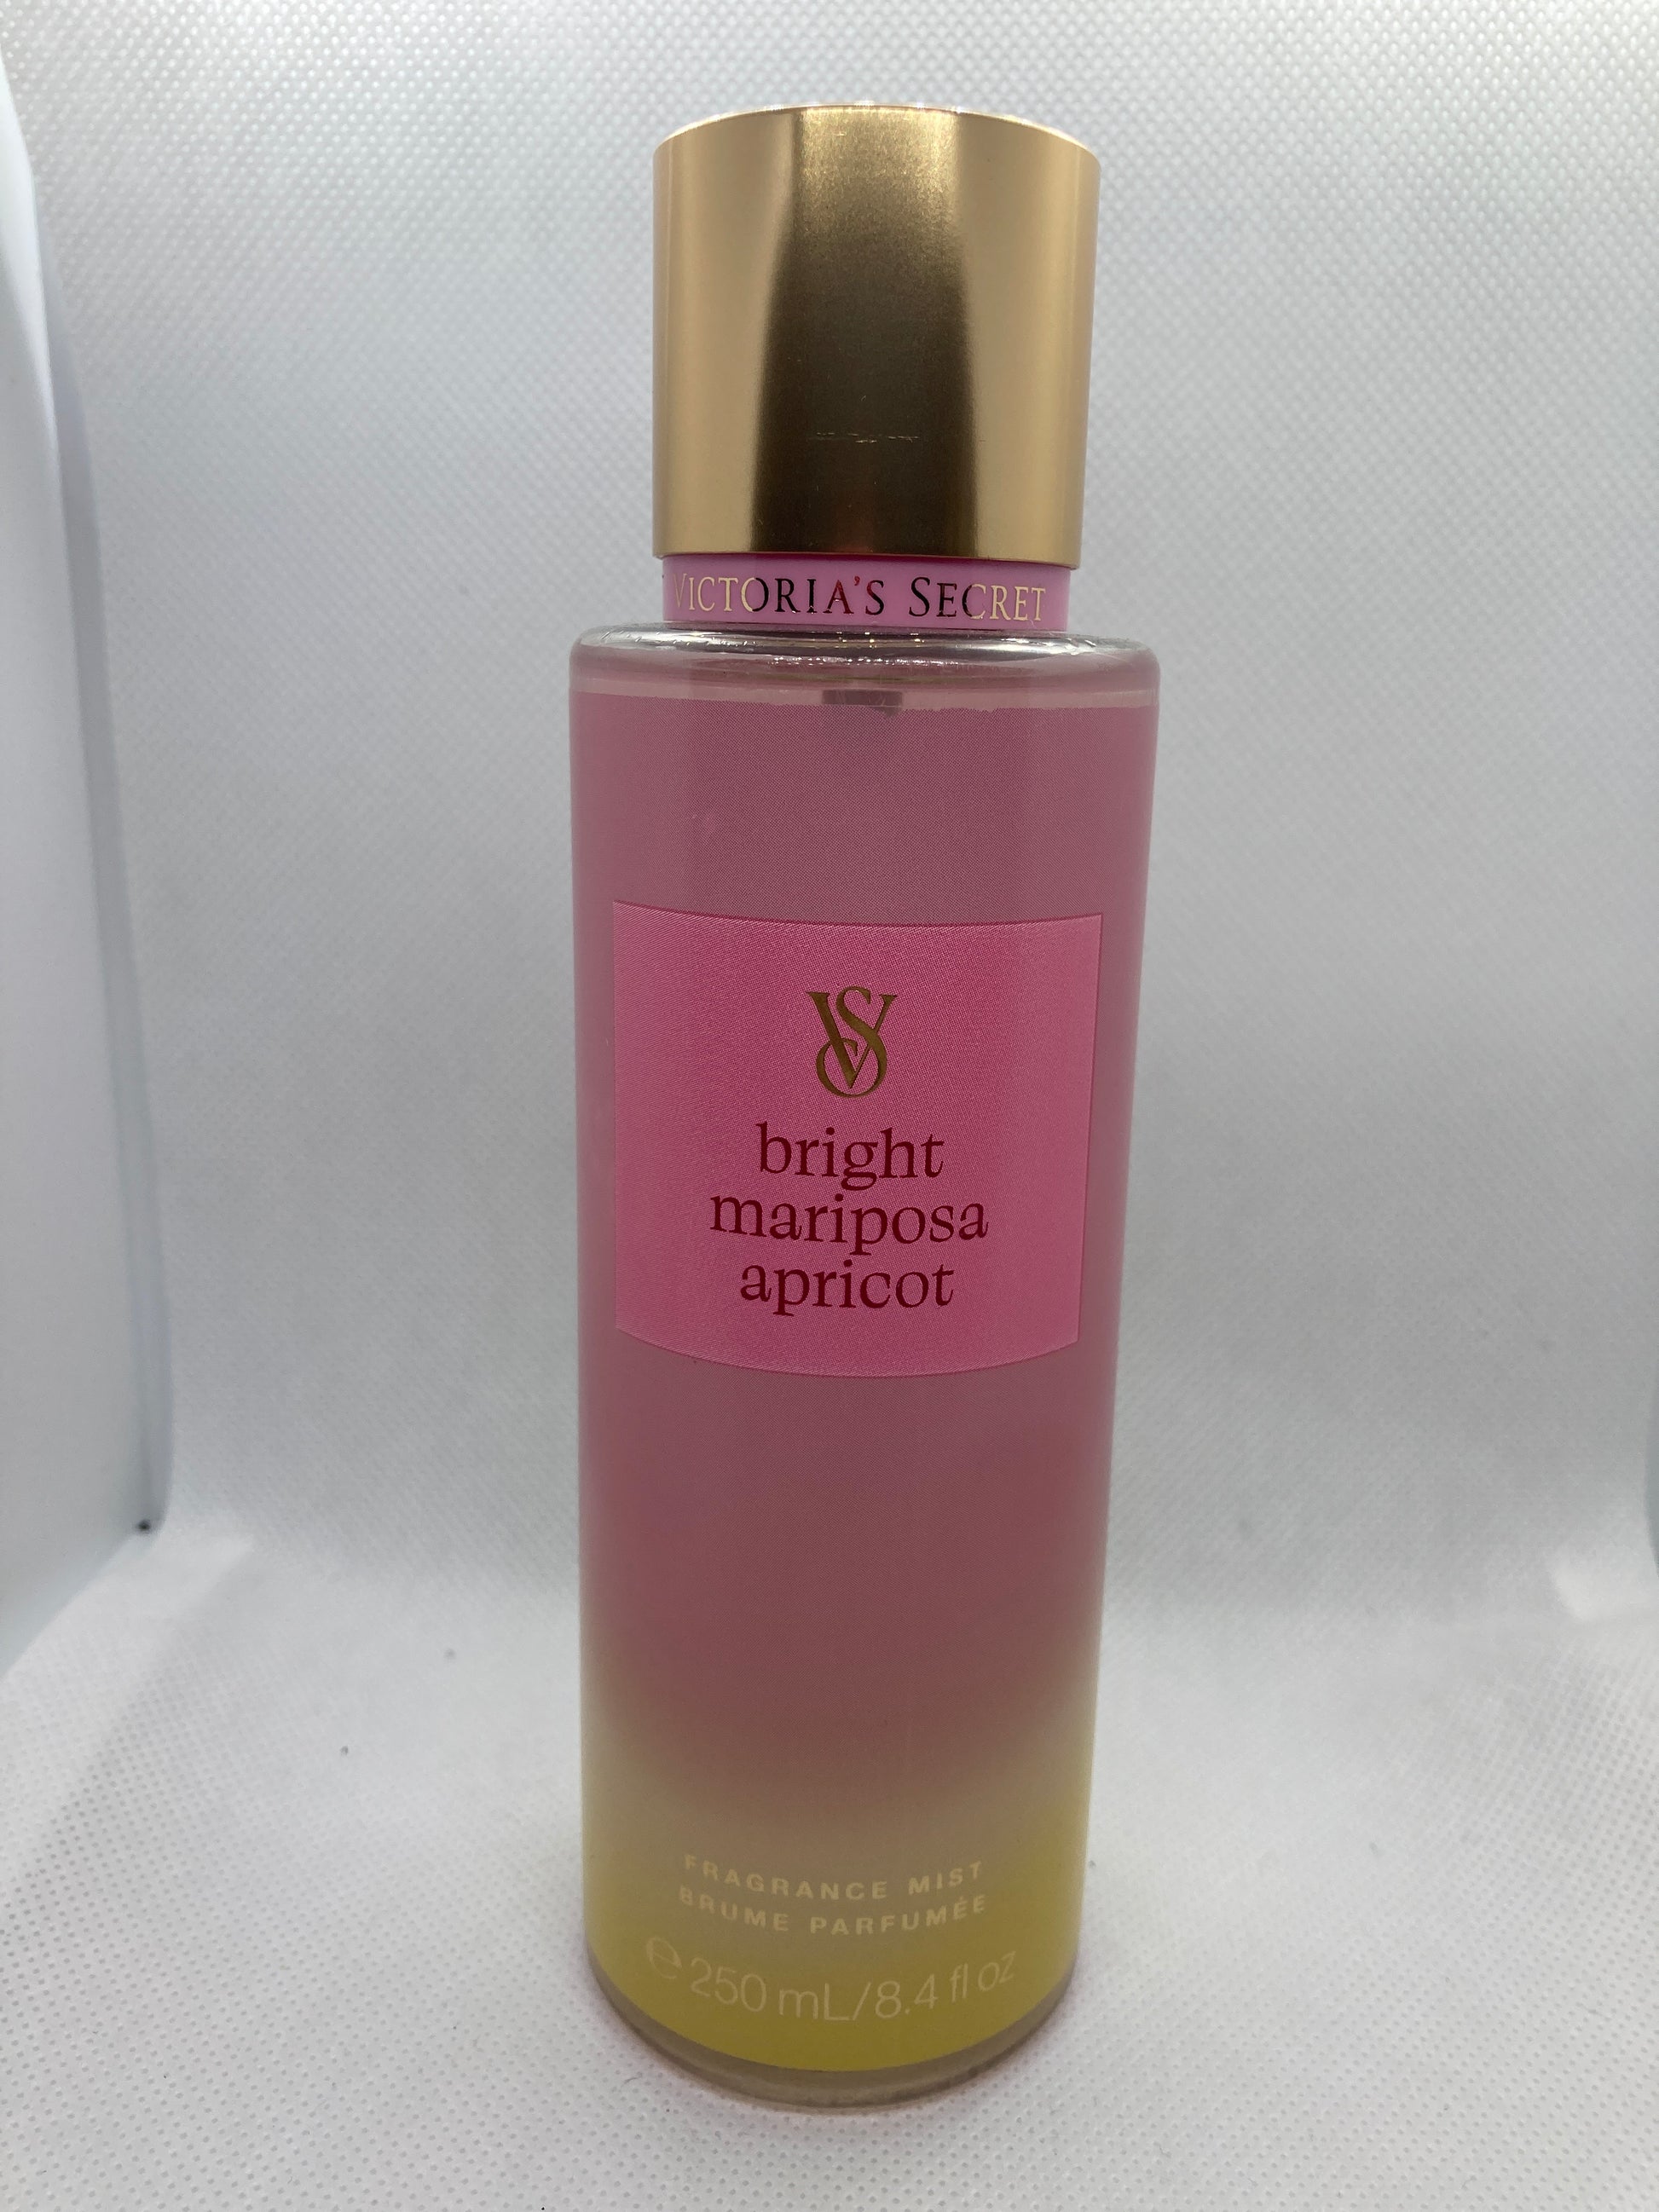 VICTORIA'S SECRET
VS
bright
mariposa
apricot
FRAGRANCE MIST
BRUME PARFUMÉE
℮ 250 mL/8.4 fl oz